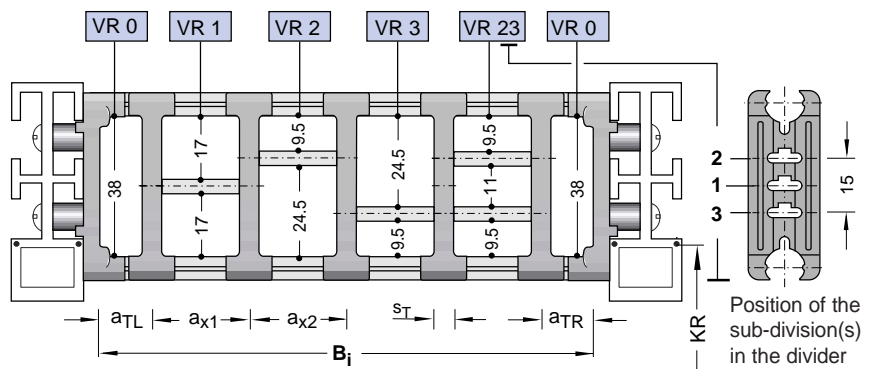 VR 0 VR 1 VR 2 VR 3 VR 23 VR 0
38 17 17 9.5 24.5 24.5 9.5 9.5 11 9.5 38
2
1
3
15
aTL ax1 ax2 sT aTR
Bi
KR
Position of the
sub-division(s)
in the divider